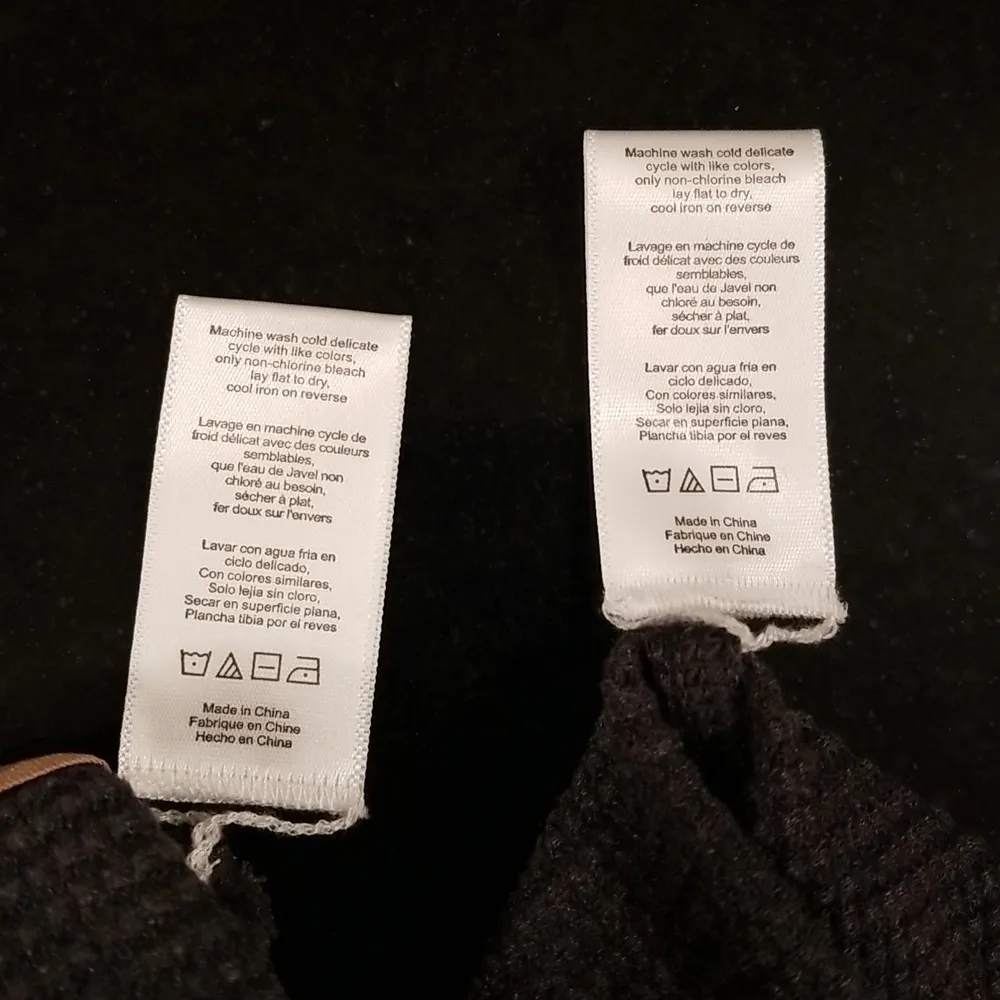 Machine wash cold delicate
cycle with like colors,
only non-chlorine bleach
lay flat to dry,
cool iron on reverse
Lavage en machine cycle de
froid délicat avec des couleurs
semblables,
que l'eau de Javel non
chloré au besoin,
sécher à plat,
fer doux sur l'envers
Lavar con agua fria en
ciclo delicado,
Con colores similares,
Solo lejia sin cloro,
Secar en superficie plana,
Plancha tibia por el reves
Made in China
Fabrique en Chine
Hecho en China
Machine wash cold delicate
cycle with like colors,
only non-chlorine bleach
lay flat to dry,
cool iron on reverse
Lavage en machine cycle de
froid délicat avec des couleurs
semblables,
que l'eau de Javel non
chloré au besoin,
sécher à plat,
fer doux sur l'envers
Lavar con agua fria en
ciclo delicado,
Con colores similares,
Solo lejia sin cloro,
Secar en superficie plana,
Plancha tibia por el reves
Made in China
Fabrique en Chine
Hecho en China